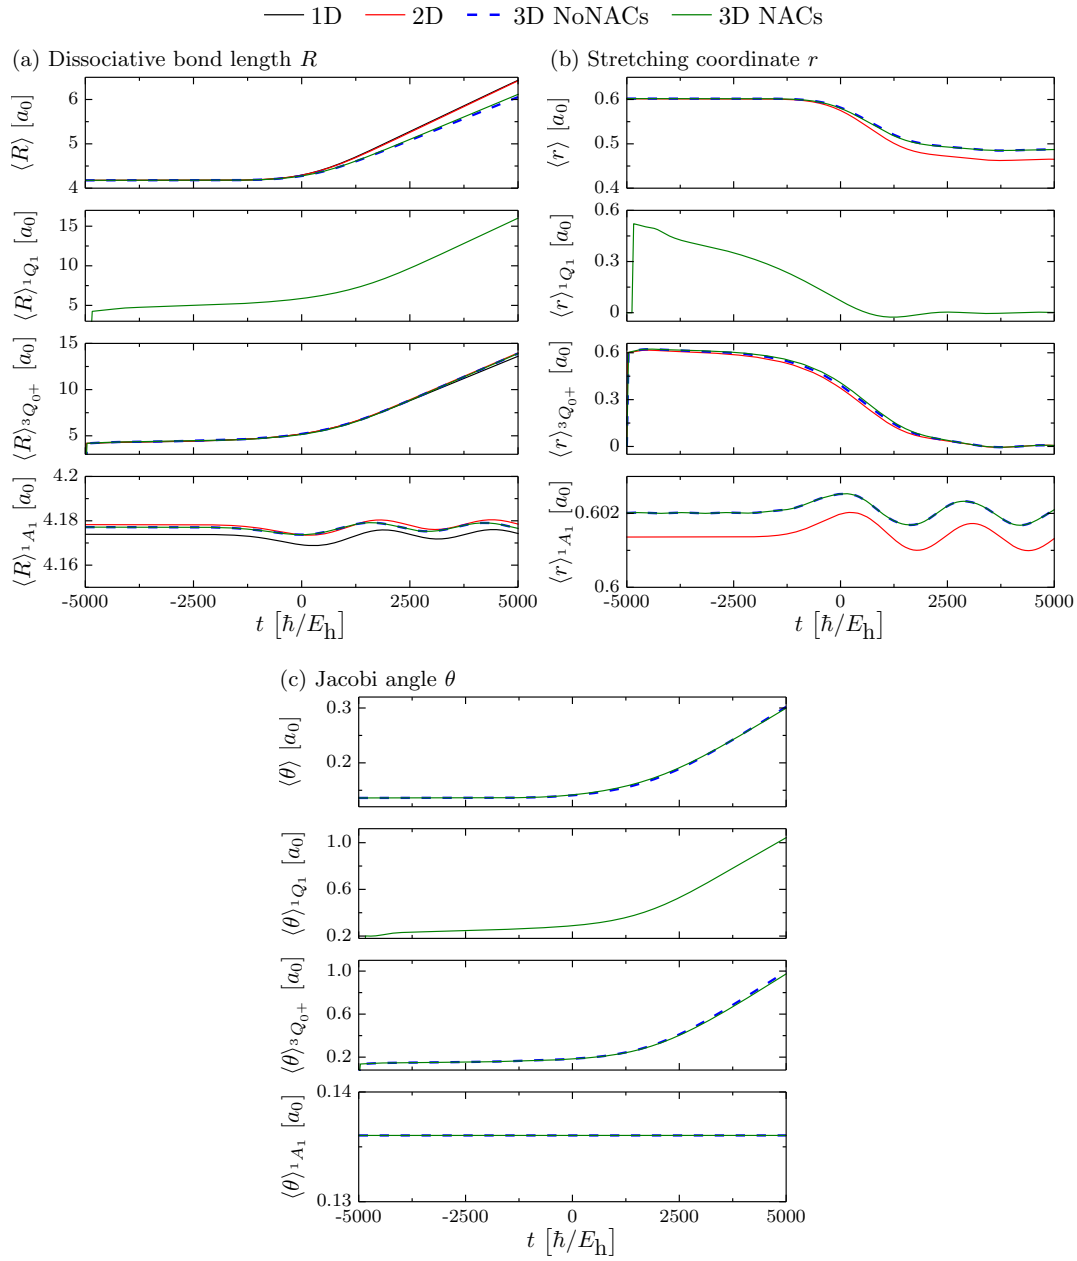 1D 2D 3D NoNACs 3D NACs
(a) Dissociative bond length R
(b) Stretching coordinate r
⟨R⟩ [a₀]
6
5
4
⟨r⟩ [a₀]
0.6
0.5
0.4
⟨R⟩¹Q₁ [a₀]
15
10
5
⟨r⟩¹Q₁ [a₀]
0.6
0.3
0
⟨R⟩³Q₀⁺ [a₀]
15
10
5
⟨r⟩³Q₀⁺ [a₀]
0.6
0.3
0
⟨R⟩¹A₁ [a₀]
4.2
4.18
4.16
⟨r⟩¹A₁ [a₀]
0.602
0.6
-5000 -2500 0 2500 5000
t [ħ/Eₕ]
-5000 -2500 0 2500 5000
t [ħ/Eₕ]
(c) Jacobi angle θ
⟨θ⟩ [a₀]
0.3
0.2
⟨θ⟩¹Q₁ [a₀]
1.0
0.6
0.2
⟨θ⟩³Q₀⁺ [a₀]
1.0
0.6
0.2
⟨θ⟩¹A₁ [a₀]
0.14
0.13
-5000 -2500 0 2500 5000
t [ħ/Eₕ]